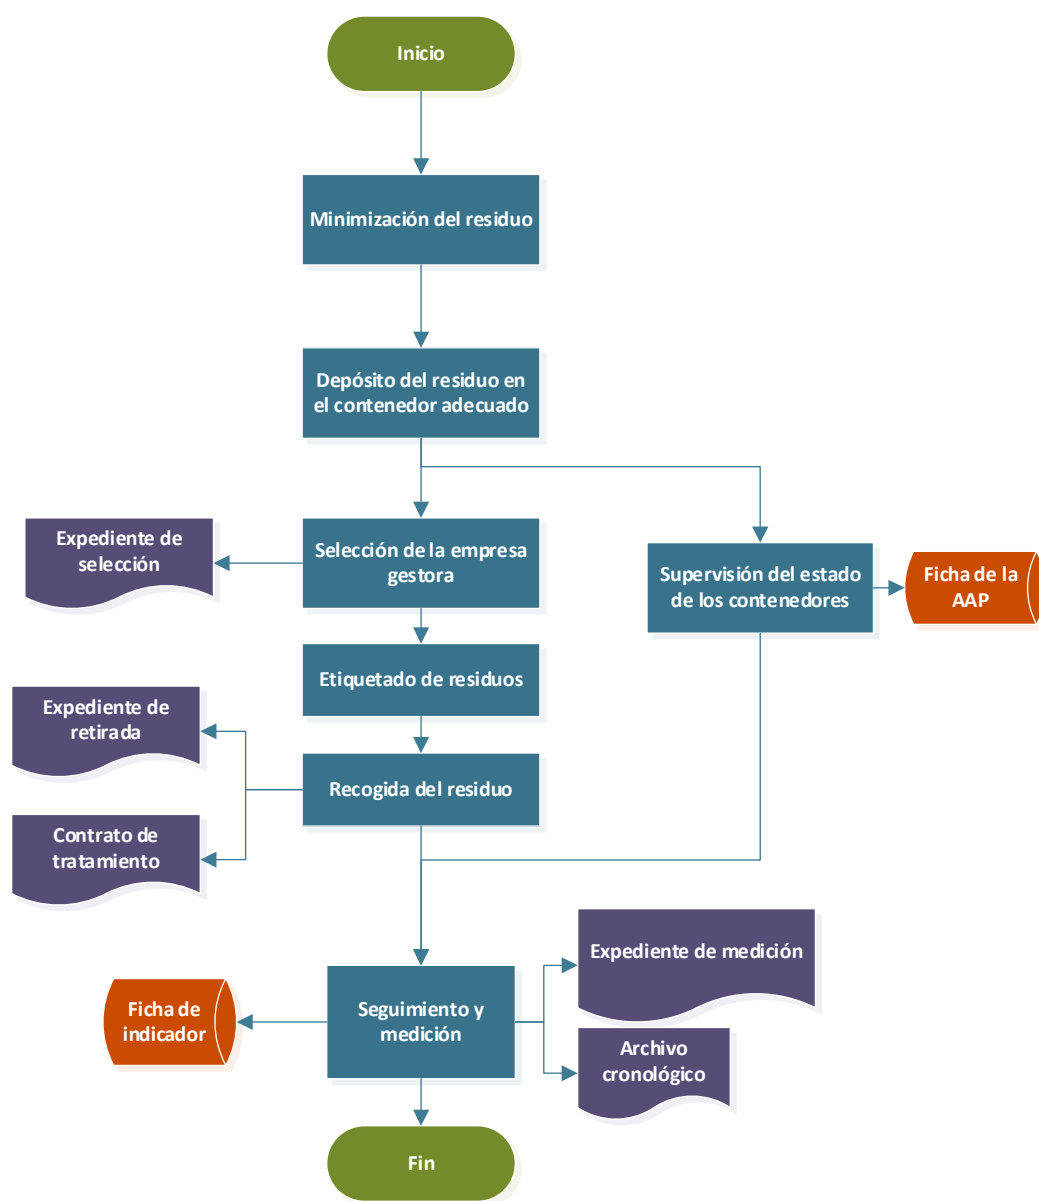 Inicio
Minimización del residuo
Depósito del residuo en
el contenedor adecuado
Expediente de
selección
Selección de la empresa
gestora
Supervisión del estado
de los contenedores
Ficha de la
AAP
Etiquetado de residuos
Expediente de
retirada
Recogida del residuo
Contrato de
tratamiento
Expediente de medición
Ficha de
indicador
Seguimiento y
medición
Archivo
cronológico
Fin